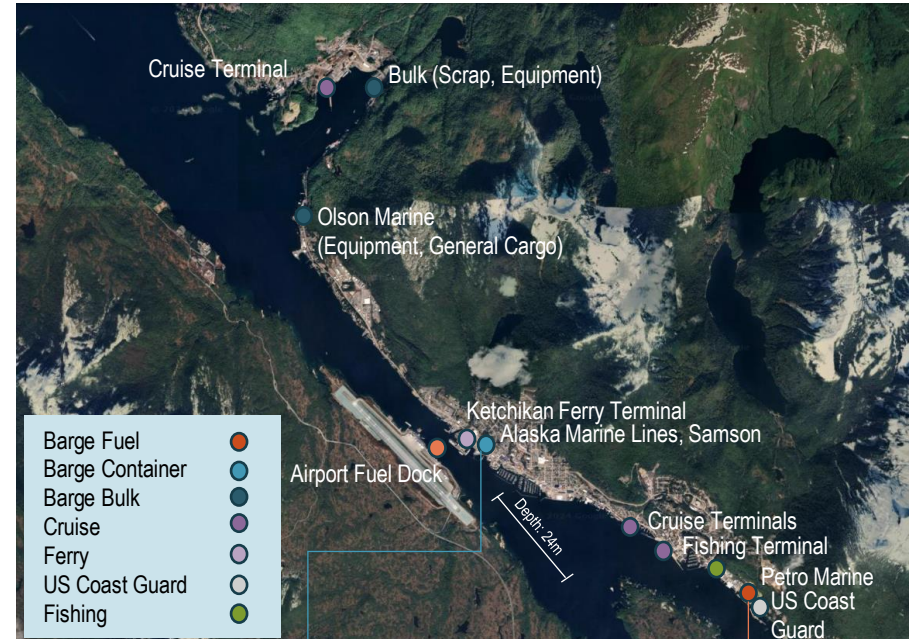 Cruise Terminal
Bulk (Scrap, Equipment)
Olson Marine
(Equipment, General Cargo)
Ketchikan Ferry Terminal
Alaska Marine Lines, Samson
Airport Fuel Dock
Depth: 24m
Cruise Terminals
Fishing Terminal
Petro Marine
US Coast
Guard
Barge Fuel
Barge Container
Barge Bulk
Cruise
Ferry
US Coast Guard
Fishing